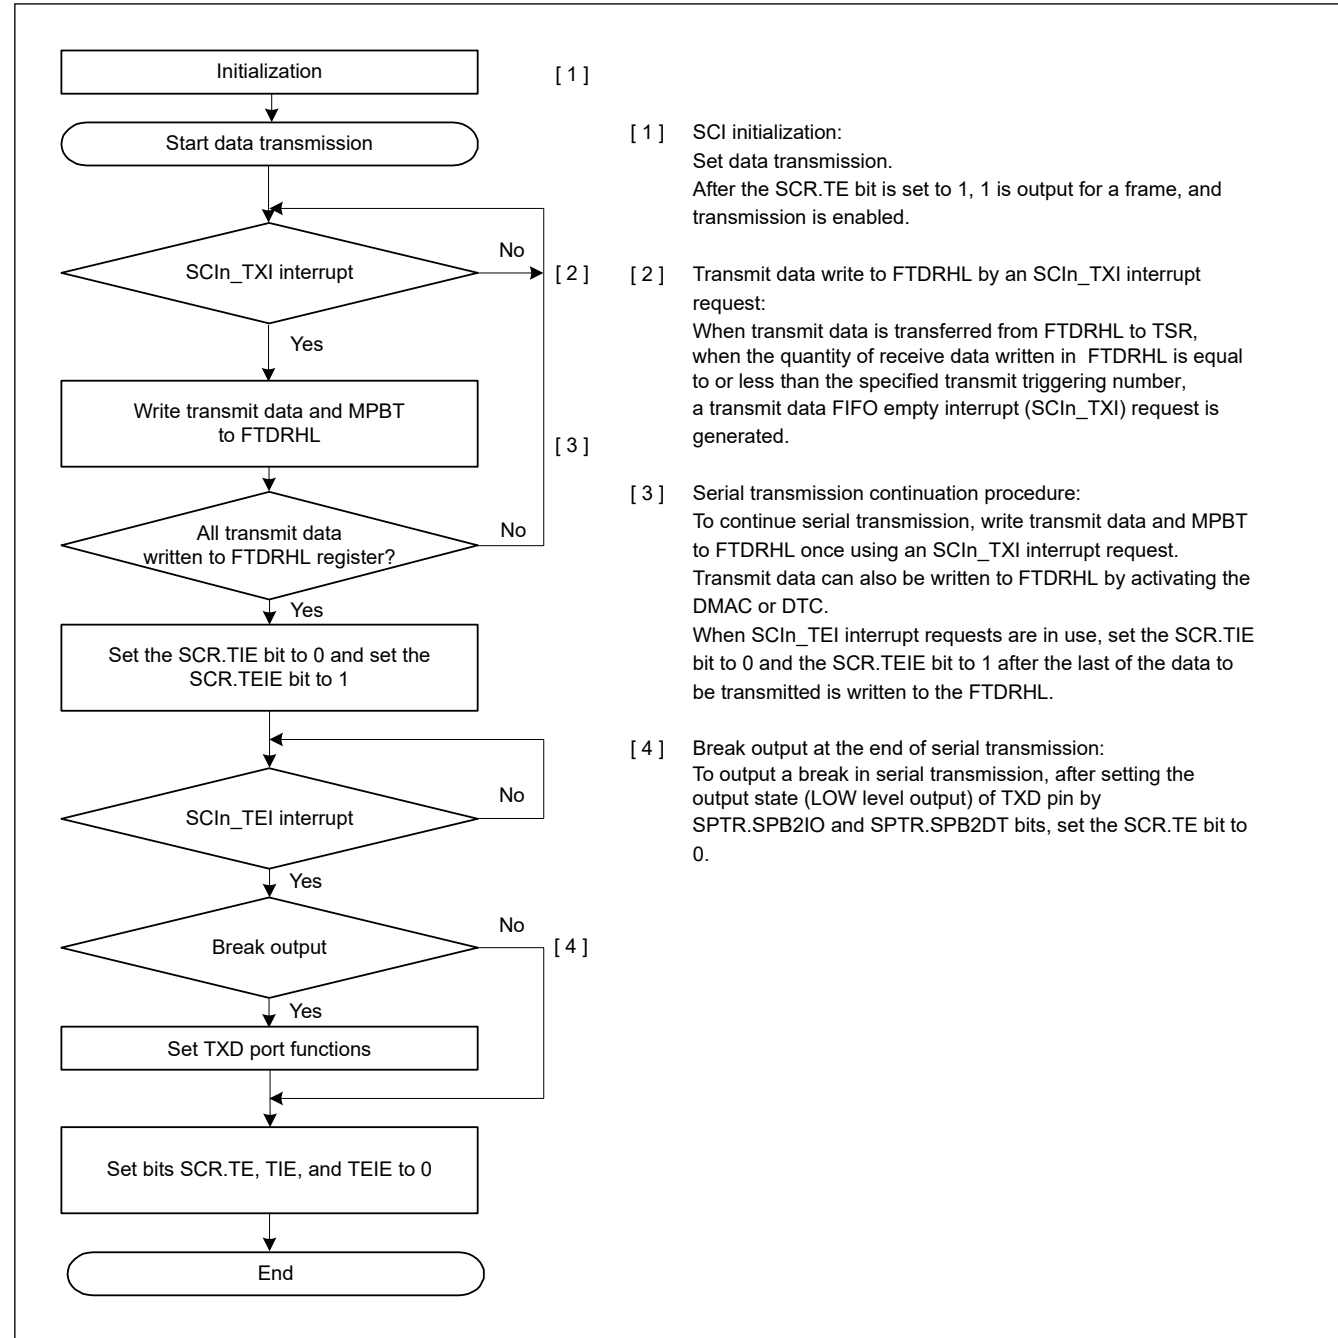 Initialization
[ 1 ]
Start data transmission
SCIn_TXI interrupt
No
[ 2 ]
Yes
Write transmit data and MPBT
to FTDRHL
[ 3 ]
All transmit data
written to FTDRHL register?
No
Yes
Set the SCR.TIE bit to 0 and set the
SCR.TEIE bit to 1
SCIn_TEI interrupt
No
Yes
Break output
No
[ 4 ]
Yes
Set TXD port functions
Set bits SCR.TE, TIE, and TEIE to 0
End
[ 1 ] SCI initialization:
Set data transmission.
After the SCR.TE bit is set to 1, 1 is output for a frame, and
transmission is enabled.
[ 2 ] Transmit data write to FTDRHL by an SCIn_TXI interrupt
request:
When transmit data is transferred from FTDRHL to TSR,
when the quantity of receive data written in FTDRHL is equal
to or less than the specified transmit triggering number,
a transmit data FIFO empty interrupt (SCIn_TXI) request is
generated.
[ 3 ] Serial transmission continuation procedure:
To continue serial transmission, write transmit data and MPBT
to FTDRHL once using an SCIn_TXI interrupt request.
Transmit data can also be written to FTDRHL by activating the
DMAC or DTC.
When SCIn_TEI interrupt requests are in use, set the SCR.TIE
bit to 0 and the SCR.TEIE bit to 1 after the last of the data to
be transmitted is written to the FTDRHL.
[ 4 ] Break output at the end of serial transmission:
To output a break in serial transmission, after setting the
output state (LOW level output) of TXD pin by
SPTR.SPB2IO and SPTR.SPB2DT bits, set the SCR.TE bit to
0.